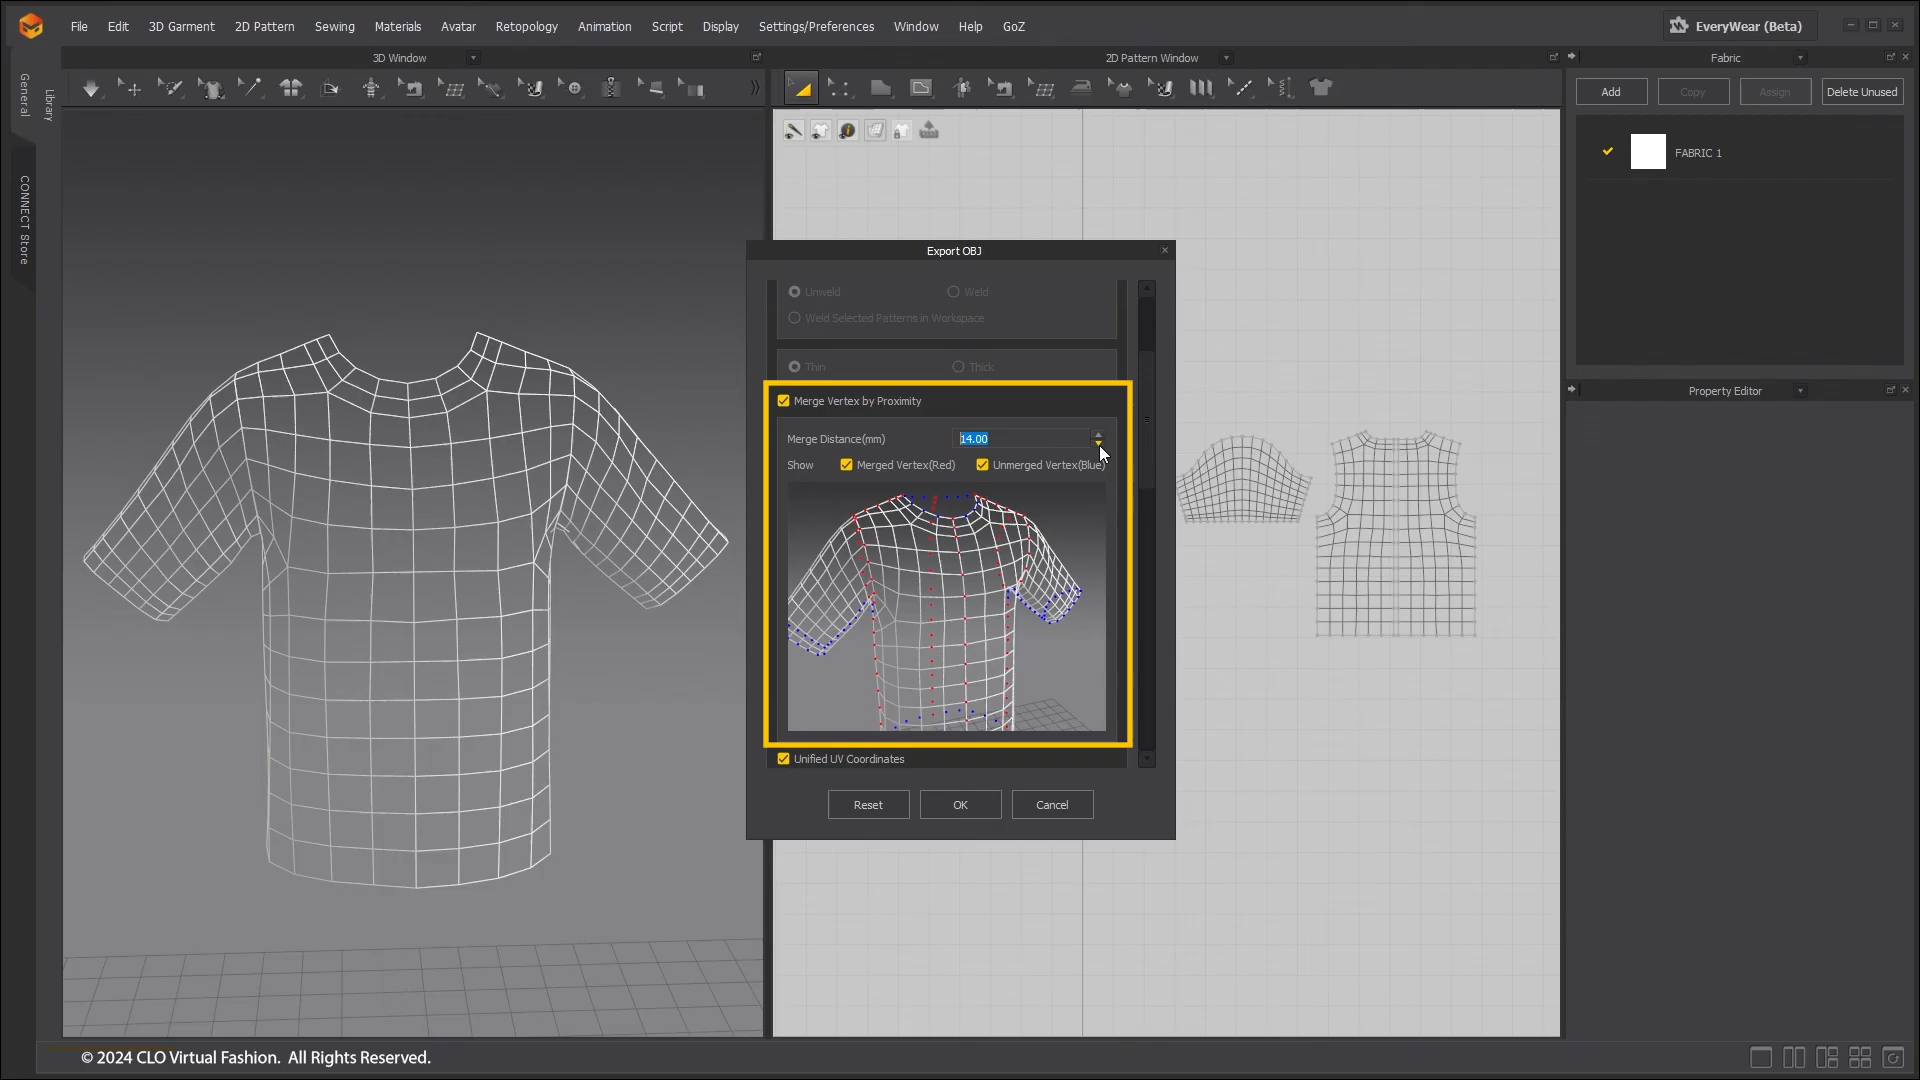 File Edit 3D Garment 2D Pattern Sewing Materials Avatar Retopology Animation Script Display Settings/Preferences Window Help GoZ
EveryWear (Beta)
3D Window
2D Pattern Window
Fabric
General
Library
CONNECT Store
Add Copy Assign Delete Unused
FABRIC 1
Property Editor
Export OBJ
Unweld Weld
Weld Selected Patterns in Workspace
Thin Thick
Merge Vertex by Proximity
Merge Distance(mm) 14.00
Show Merged Vertex(Red) Unmerged Vertex(Blue)
Unified UV Coordinates
Reset OK Cancel
© 2024 CLO Virtual Fashion. All Rights Reserved.